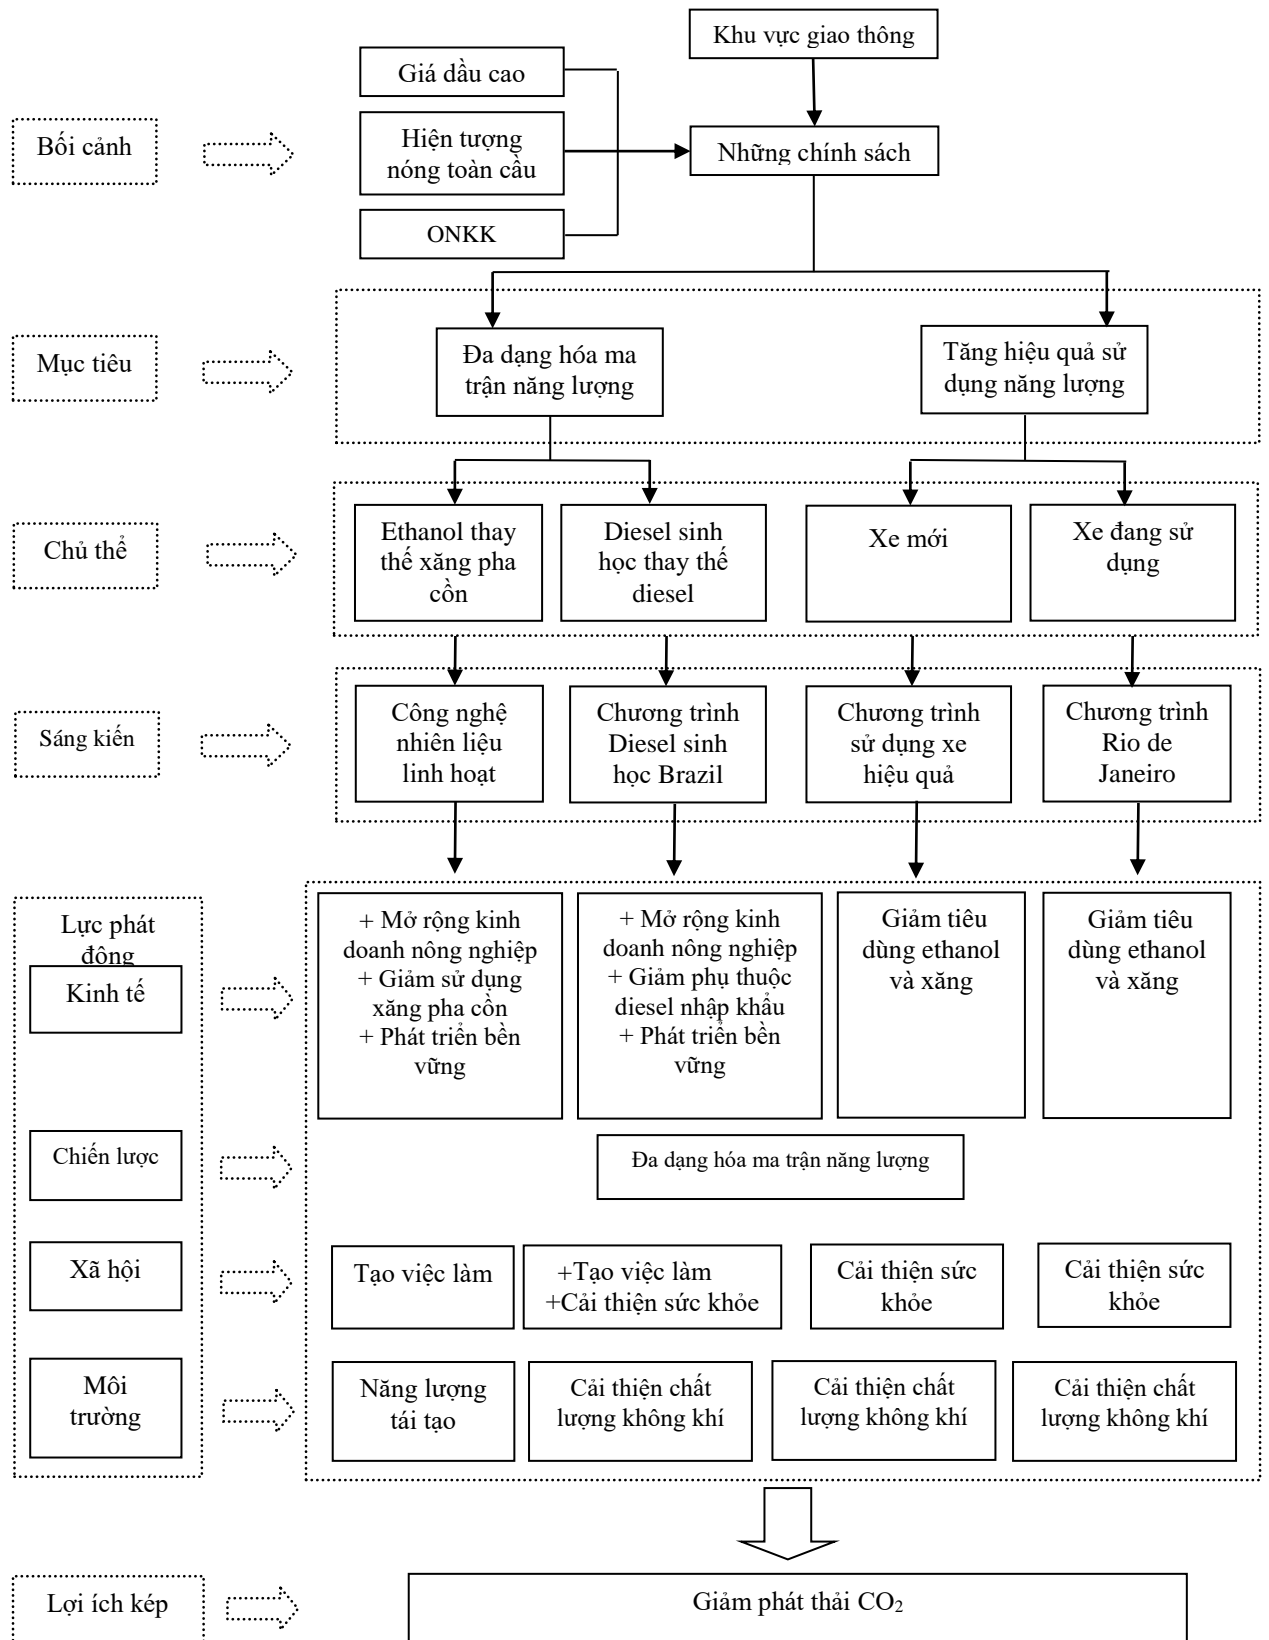 Khu vực giao thông
Giá dầu cao
Bối cảnh
Hiện tượng
nóng toàn cầu
Những chính sách
ONKK
Mục tiêu
Đa dạng hóa ma
trận năng lượng
Tăng hiệu quả sử
dụng năng lượng
Chủ thể
Ethanol thay
thế xăng pha
cồn
Diesel sinh
học thay thế
diesel
Xe mới
Xe đang sử
dụng
Sáng kiến
Công nghệ
nhiên liệu
linh hoạt
Chương trình
Diesel sinh
học Brazil
Chương trình
sử dụng xe
hiệu quả
Chương trình
Rio de
Janeiro
Lực phát
động
Kinh tế
+ Mở rộng kinh
doanh nông nghiệp
+ Giảm sử dụng
xăng pha cồn
+ Phát triển bền
vững
+ Mở rộng kinh
doanh nông nghiệp
+ Giảm phụ thuộc
diesel nhập khẩu
+ Phát triển bền
vững
Giảm tiêu
dùng ethanol
và xăng
Giảm tiêu
dùng ethanol
và xăng
Chiến lược
Đa dạng hóa ma trận năng lượng
Xã hội
Tạo việc làm
+Tạo việc làm
+Cải thiện sức khỏe
Cải thiện sức
khỏe
Cải thiện sức
khỏe
Môi
trường
Năng lượng
tái tạo
Cải thiện chất
lượng không khí
Cải thiện chất
lượng không khí
Cải thiện chất
lượng không khí
Lợi ích kép
Giảm phát thải CO₂